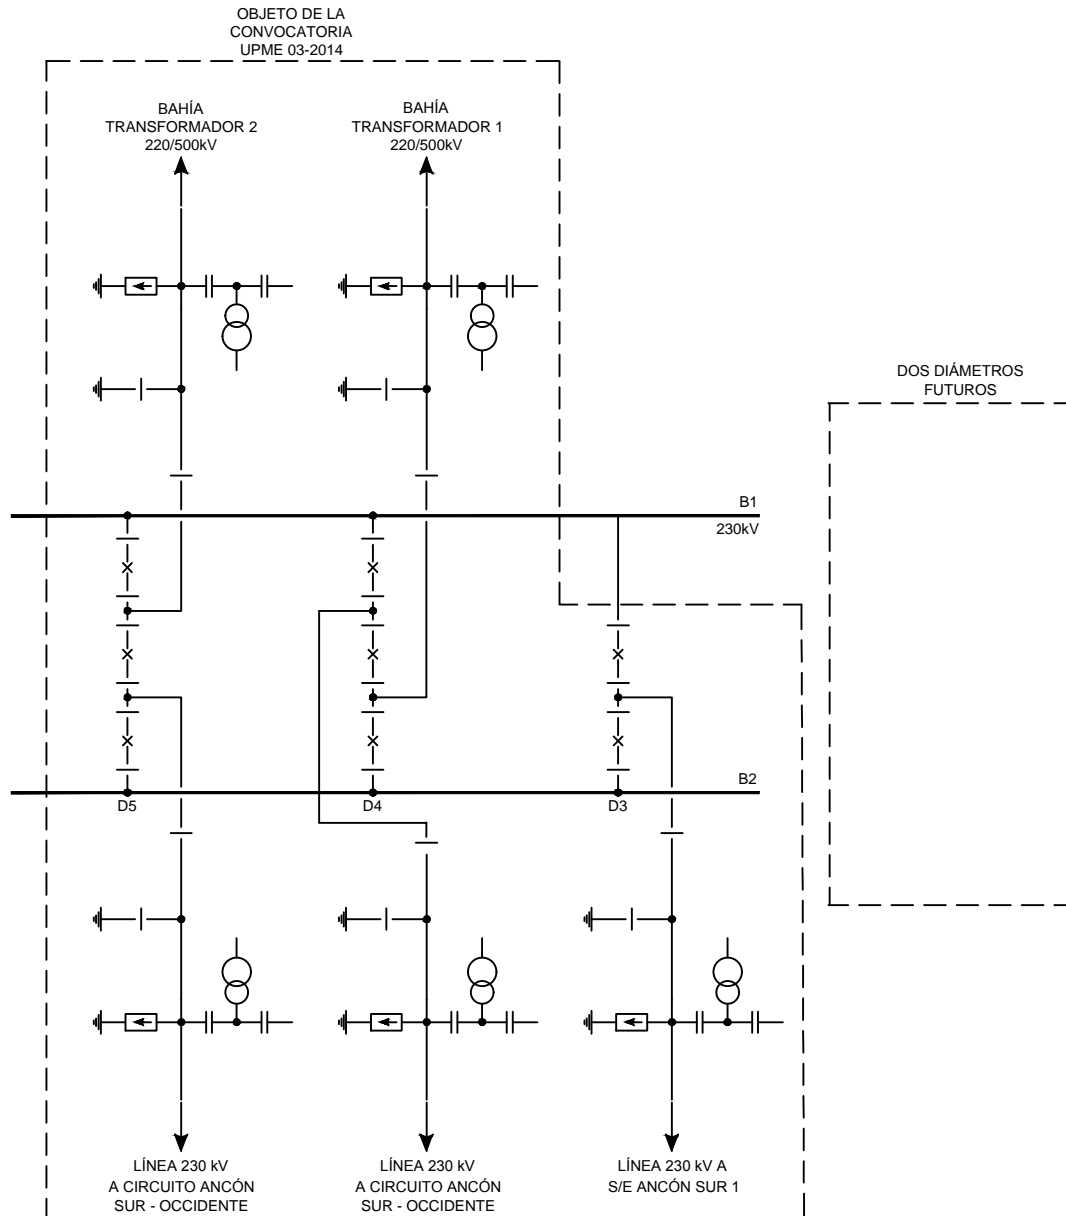 OBJETO DE LA
CONVOCATORIA
UPME 03-2014
BAHÍA
TRANSFORMADOR 2
220/500kV
BAHÍA
TRANSFORMADOR 1
220/500kV
DOS DIÁMETROS
FUTUROS
B1
230kV
B2
D5
D4
D3
LÍNEA 230 kV
A CIRCUITO ANCÓN
SUR - OCCIDENTE
LÍNEA 230 kV
A CIRCUITO ANCÓN
SUR - OCCIDENTE
LÍNEA 230 kV A
S/E ANCÓN SUR 1